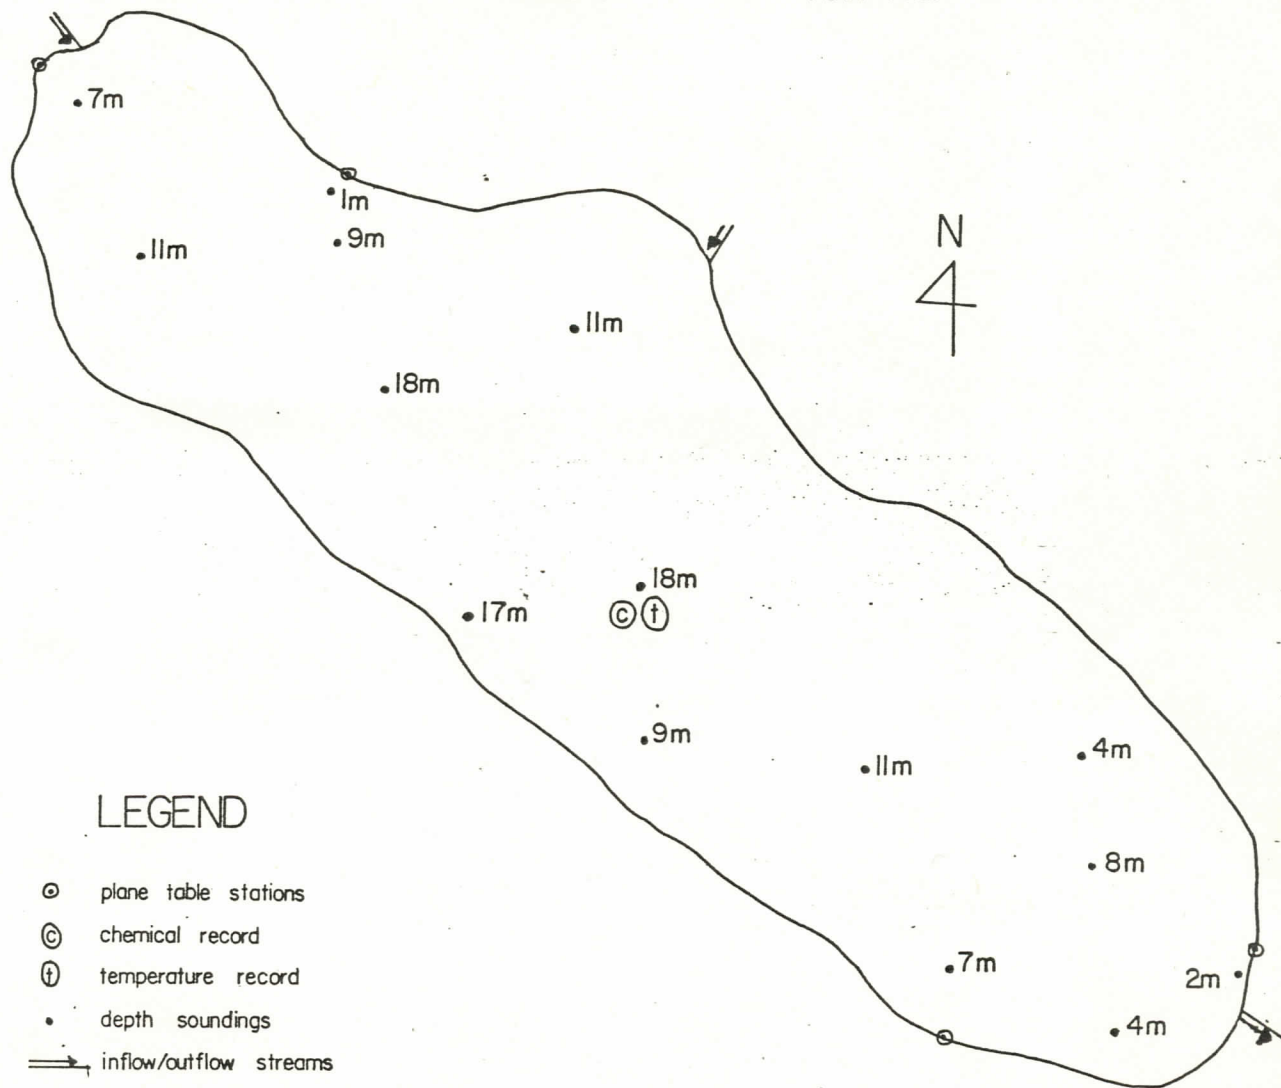 7m
1m
9m
11m
N
11m
18m
18m
17m
c t
9m
4m
11m
LEGEND
8m
plane table stations
c chemical record
7m
t temperature record
2m
depth soundings
4m
inflow/outflow streams